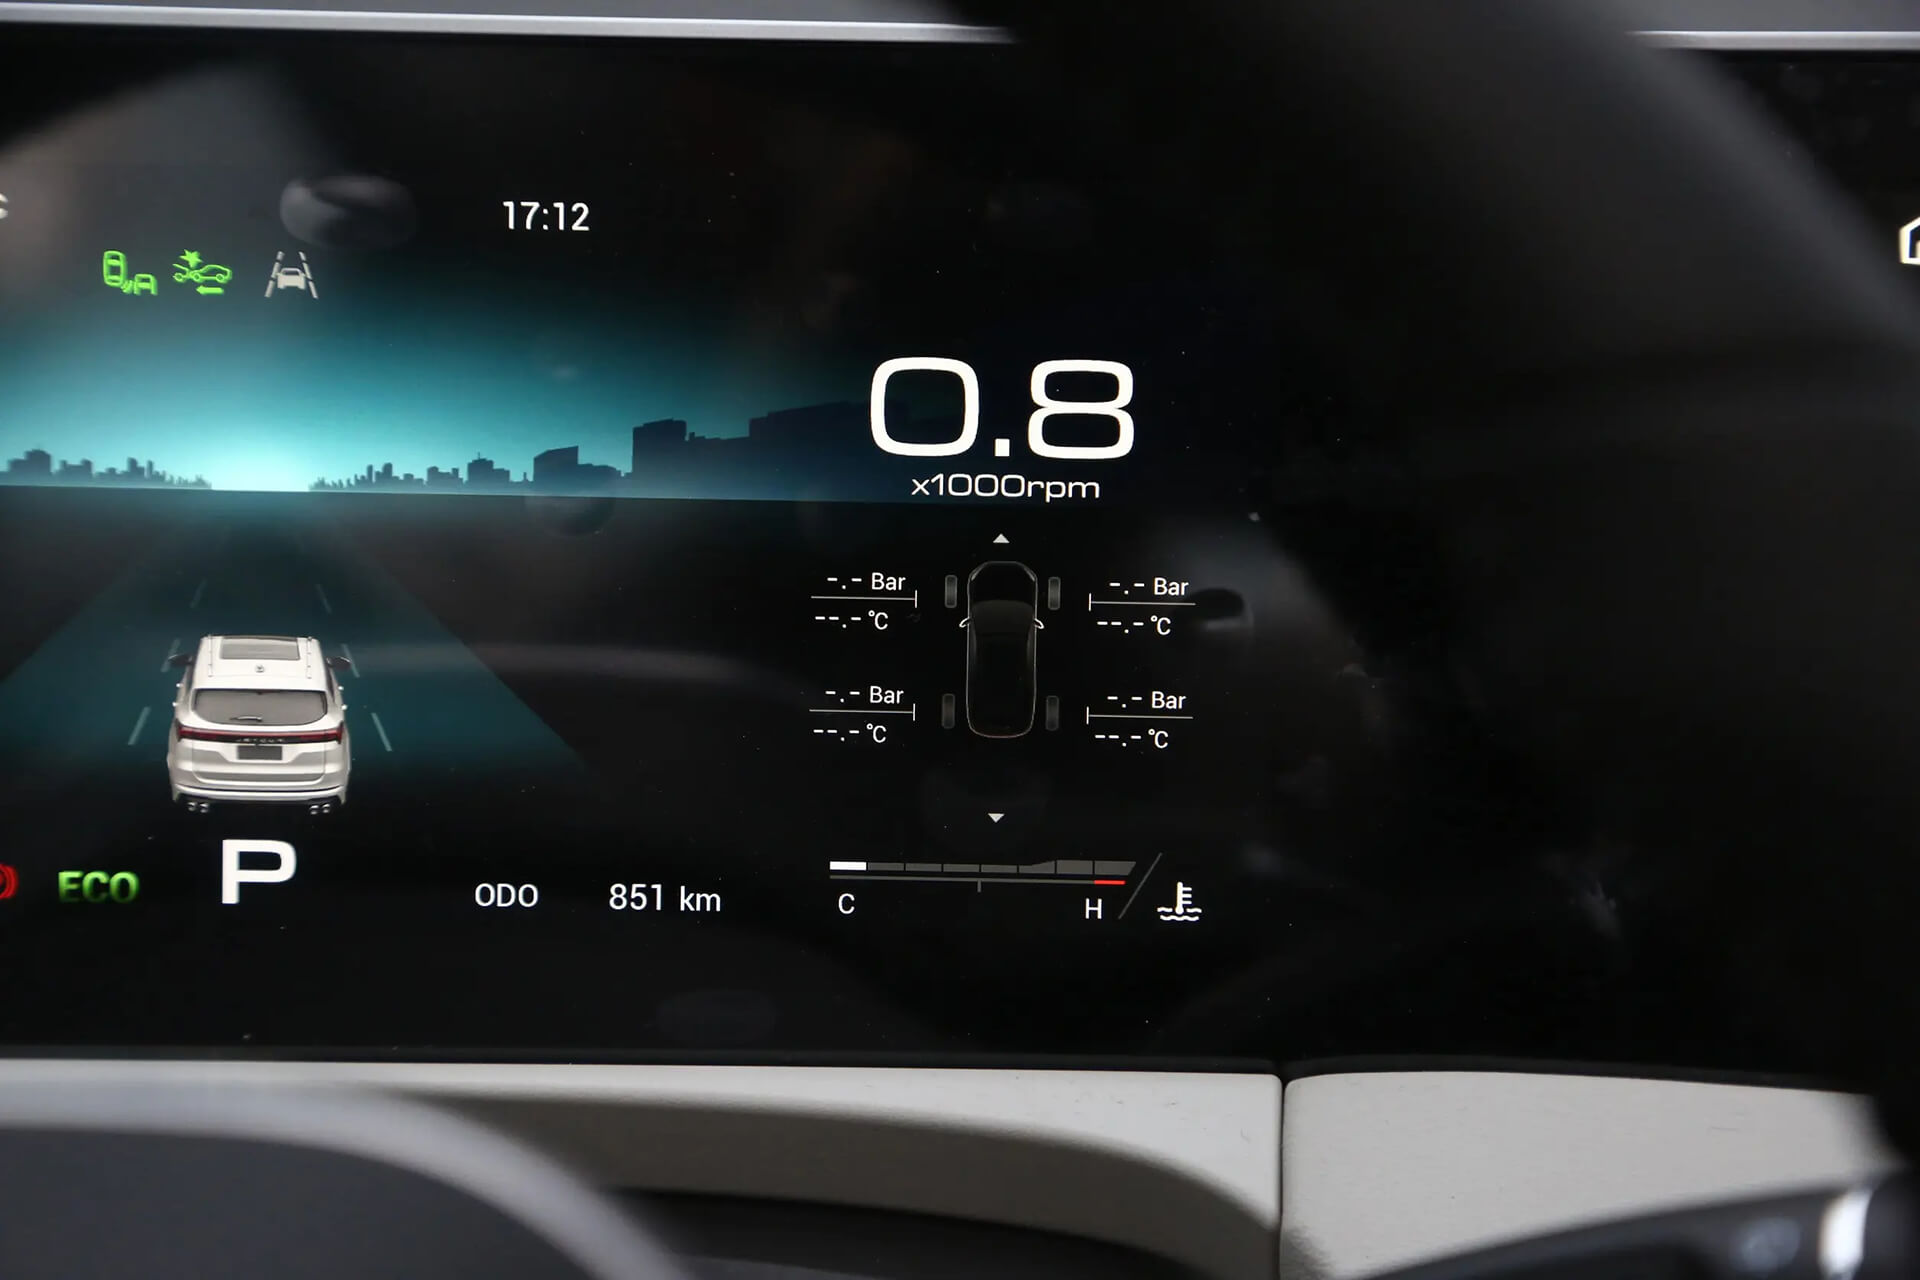 17:12
0.8
x1000rpm
-.- Bar
--.- °C
-.- Bar
--.- °C
-.- Bar
--.- °C
-.- Bar
--.- °C
C
H
ECO
P
ODO 851 km